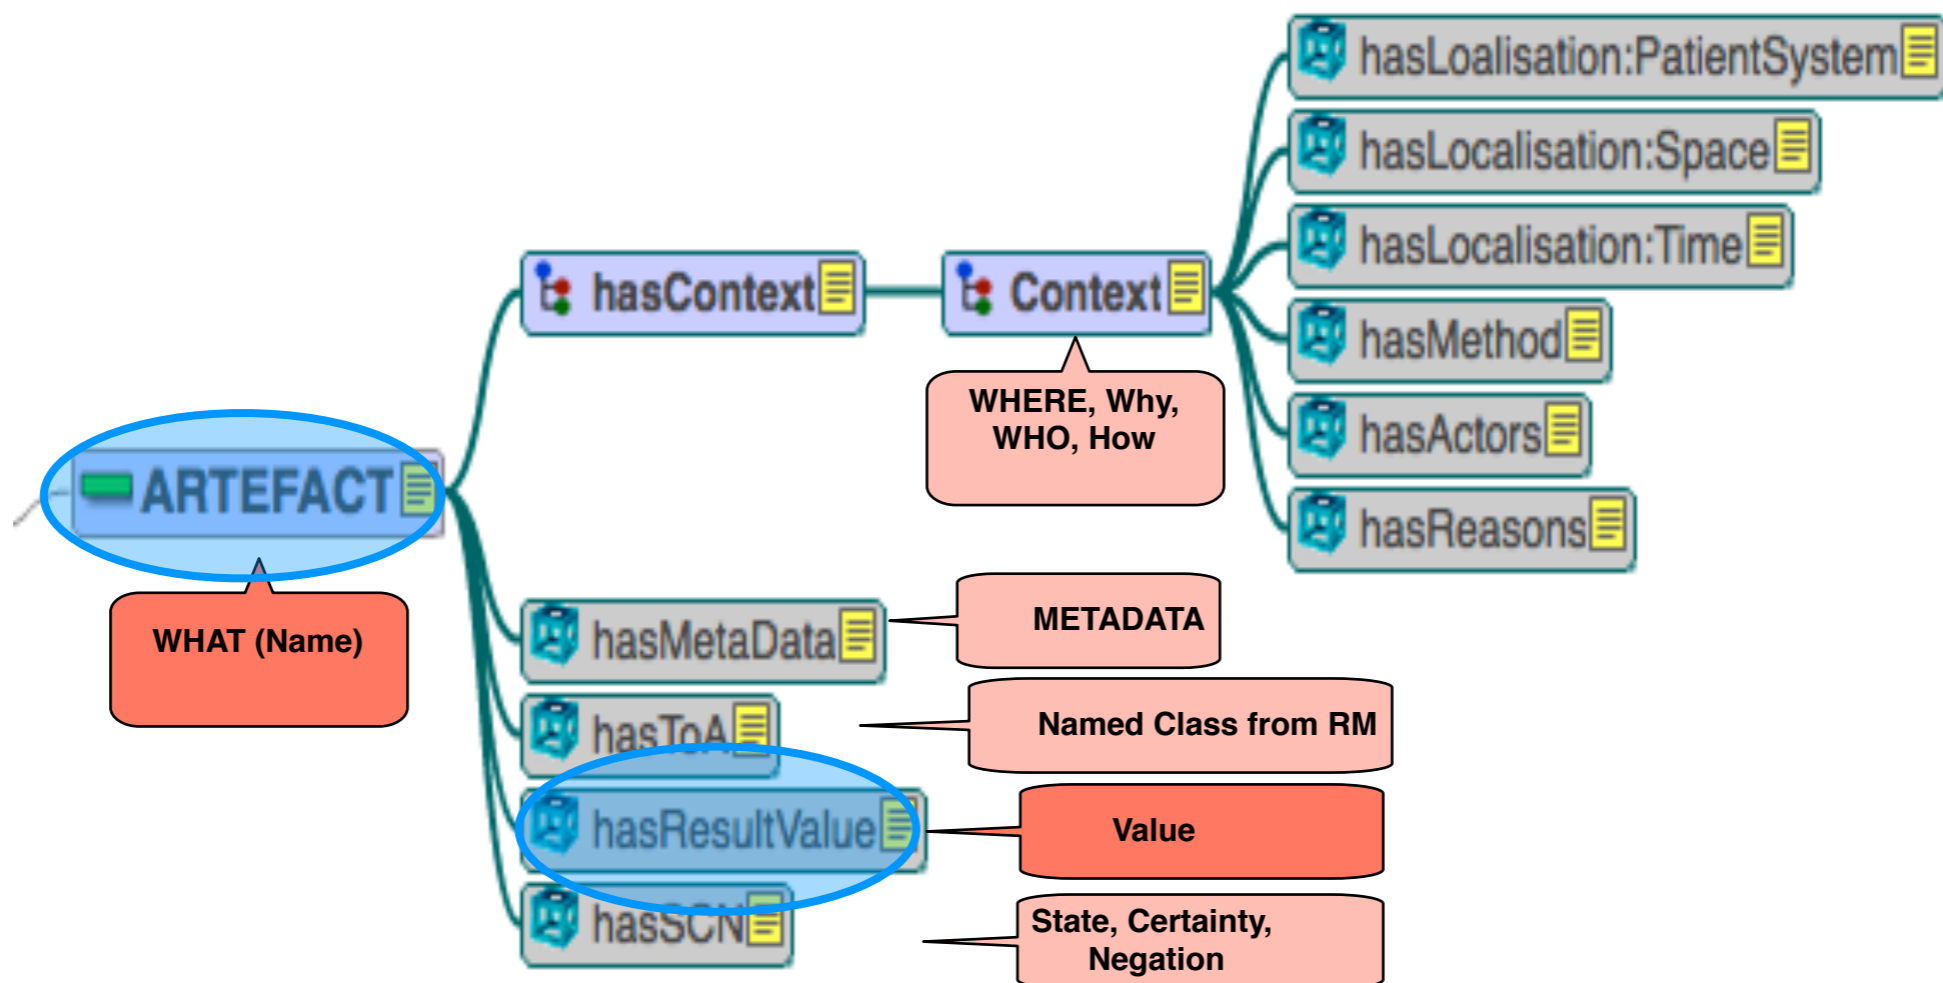 hasLoalisation:PatientSystem
hasLocalisation:Space
hasLocalisation:Time
hasContext
Context
hasMethod
WHERE, Why,
WHO, How
hasActors
ARTEFACT
hasReasons
WHAT (Name)
hasMetaData
METADATA
hasToA
Named Class from RM
hasResultValue
Value
hasSCN
State, Certainty,
Negation